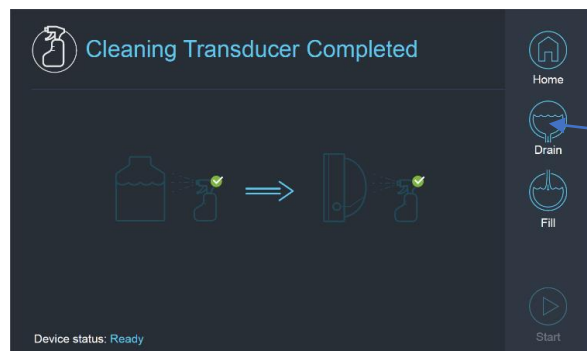 Cleaning Transducer Completed
Home
Drain
Fill
Start
Device status: Ready